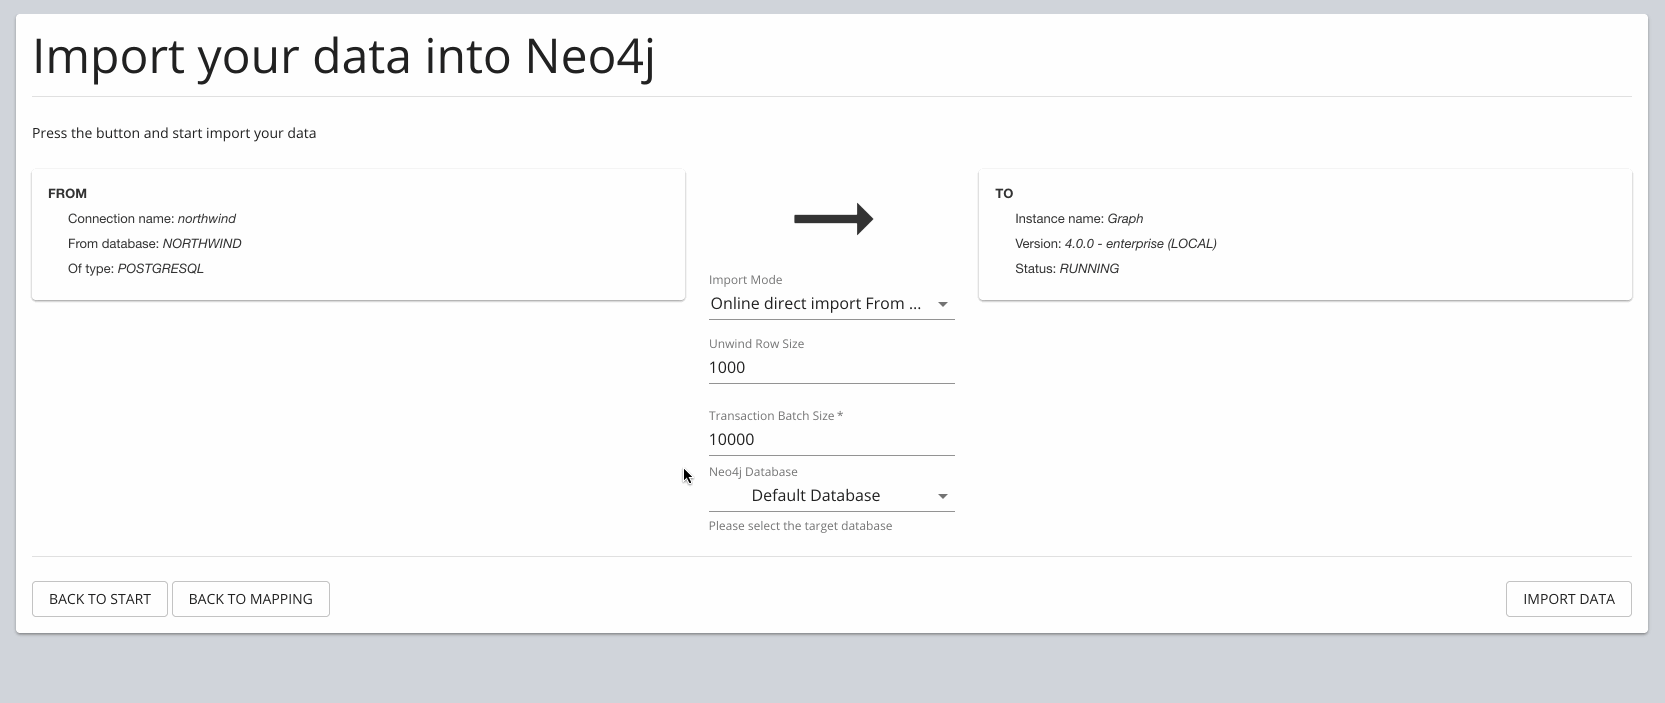 Import your data into Neo4j
Press the button and start import your data
FROM
Connection name: northwind
From database: NORTHWIND
Of type: POSTGRESQL
Import Mode
Online direct import From ...
Unwind Row Size
1000
Transaction Batch Size *
10000
Neo4j Database
Default Database
Please select the target database
TO
Instance name: Graph
Version: 4.0.0 - enterprise (LOCAL)
Status: RUNNING
BACK TO START
BACK TO MAPPING
IMPORT DATA